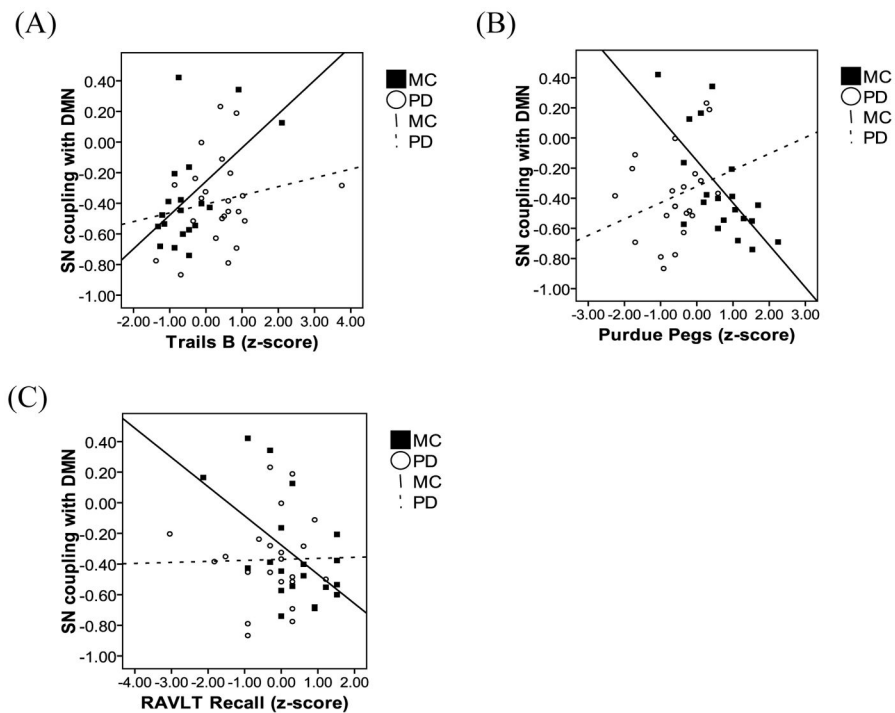 (A)
0.40
0.20
0.00
-0.20
-0.40
-0.60
-0.80
-1.00
SN coupling with DMN
-2.00 -1.00 0.00 1.00 2.00 3.00 4.00
Trails B (z-score)
MC
PD
MC
PD
(B)
0.40
0.20
0.00
-0.20
-0.40
-0.60
-0.80
-1.00
SN coupling with DMN
-3.00 -2.00 -1.00 0.00 1.00 2.00 3.00
Purdue Pegs (z-score)
MC
PD
MC
PD
(C)
0.40
0.20
0.00
-0.20
-0.40
-0.60
-0.80
-1.00
SN coupling with DMN
-4.00 -3.00 -2.00 -1.00 0.00 1.00 2.00
RAVLT Recall (z-score)
MC
PD
MC
PD